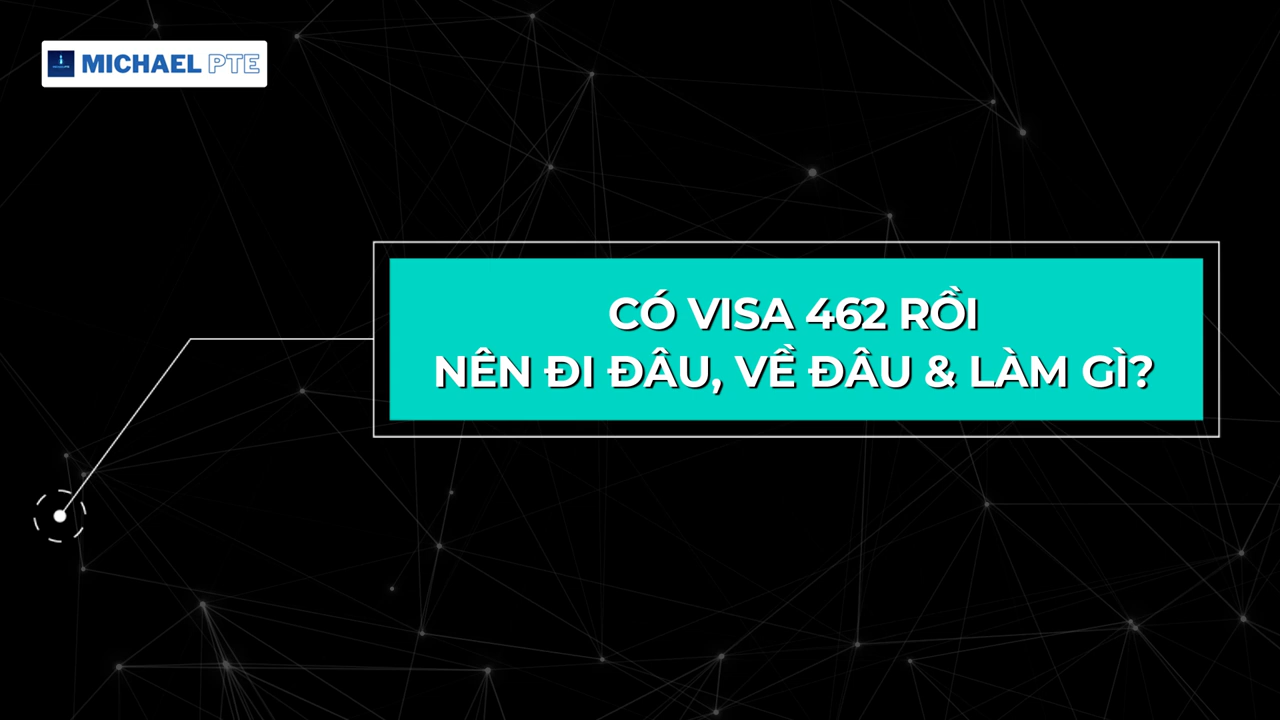 MICHAEL PTE
CÓ VISA 462 RỒI
NÊN ĐI ĐÂU, VỀ ĐÂU & LÀM GÌ?